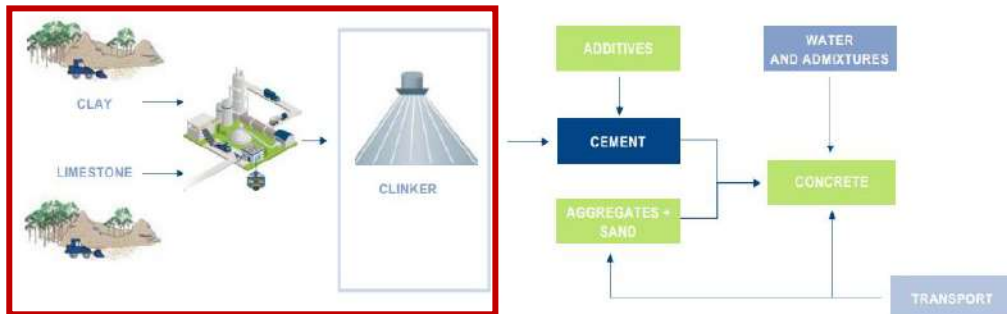 CLAY
LIMESTONE
CLINKER
ADDITIVES
CEMENT
AGGREGATES +
SAND
WATER
AND ADMIXTURES
CONCRETE
TRANSPORT